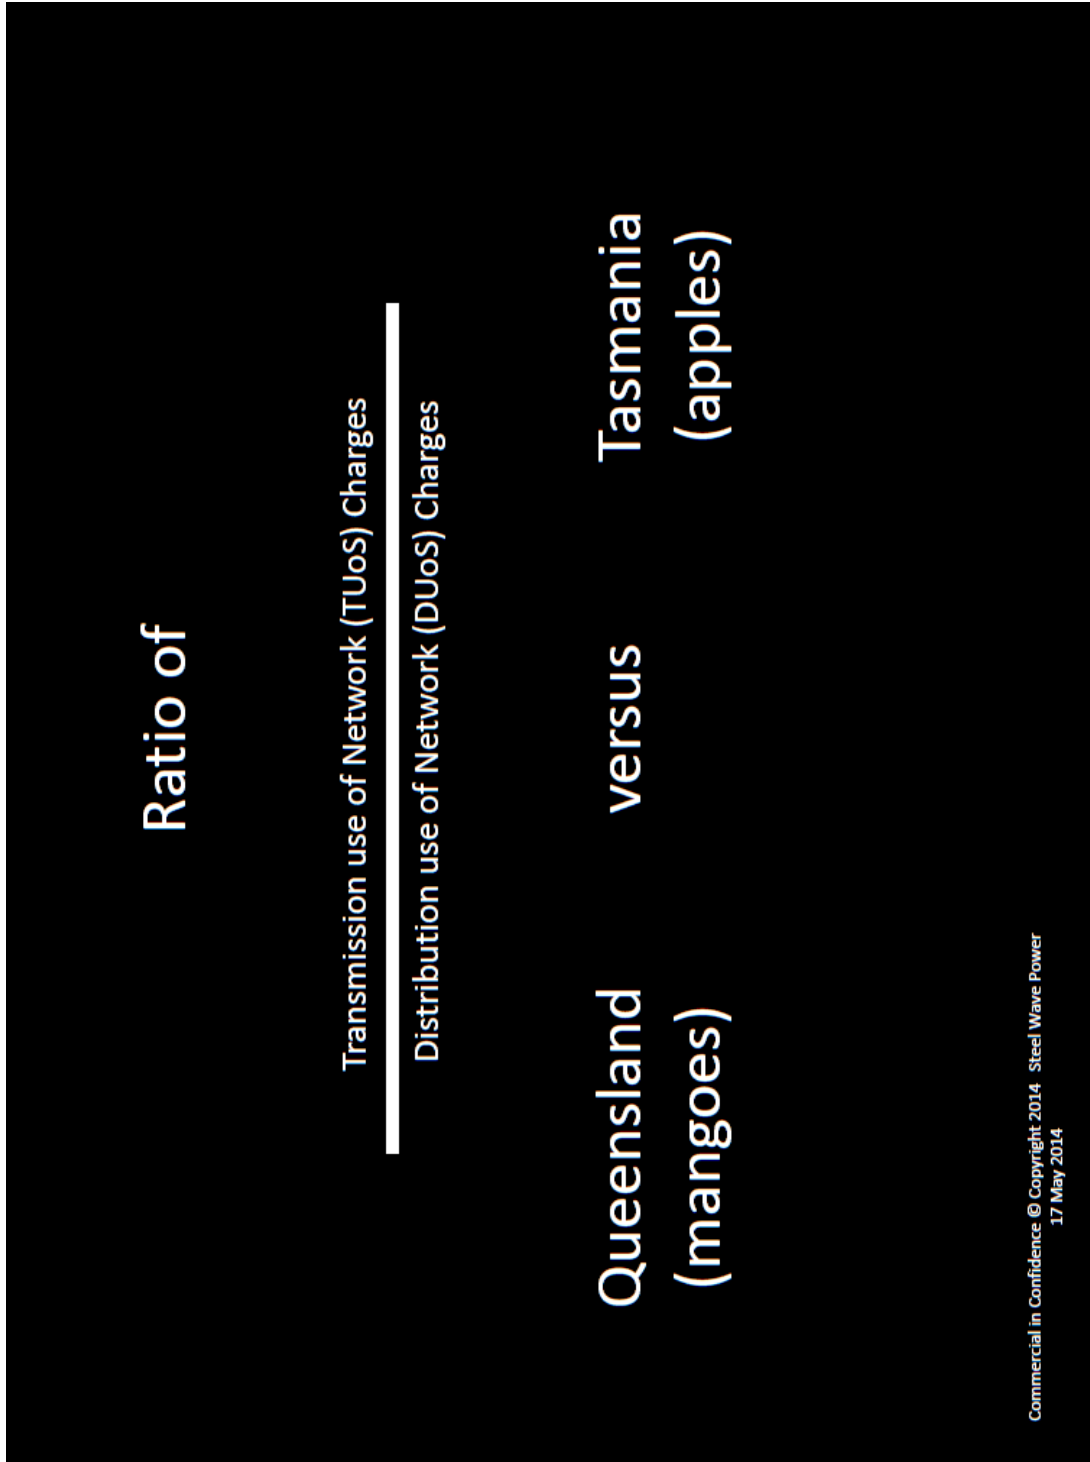 Ratio of
Transmission use of Network (TUoS) Charges
Distribution use of Network (DUoS) Charges
Queensland versus Tasmania
(mangoes) (apples)
Commercial in Confidence © Copyright 2014 Steel Wave Power
17 May 2014